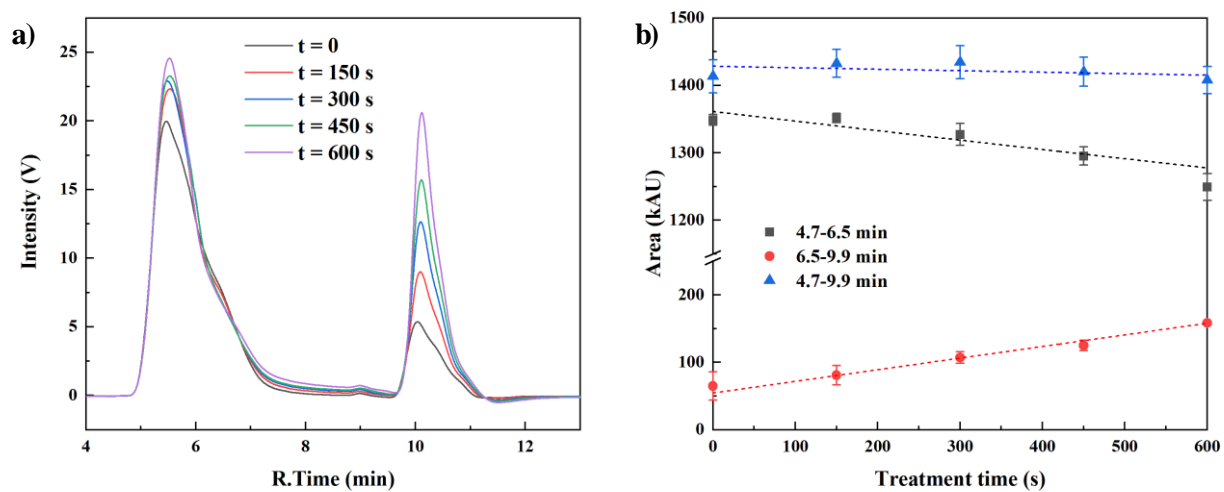 a)
t = 0
t = 150 s
t = 300 s
t = 450 s
t = 600 s
25
20
15
10
5
0
4
6
8
10
12
Intensity (V)
R.Time (min)
b)
1500
1400
1300
1200
200
100
0
0
100
200
300
400
500
600
4.7-6.5 min
6.5-9.9 min
4.7-9.9 min
Area (kAU)
Treatment time (s)